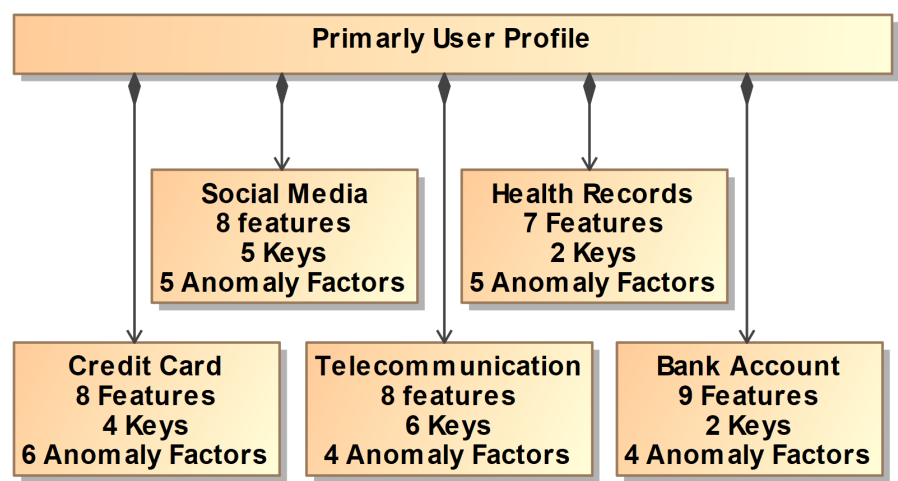 Primarly User Profile
Social Media
8 features
5 Keys
5 Anomaly Factors
Health Records
7 Features
2 Keys
5 Anomaly Factors
Credit Card
8 Features
4 Keys
6 Anomaly Factors
Telecommunication
8 features
6 Keys
4 Anomaly Factors
Bank Account
9 Features
2 Keys
4 Anomaly Factors